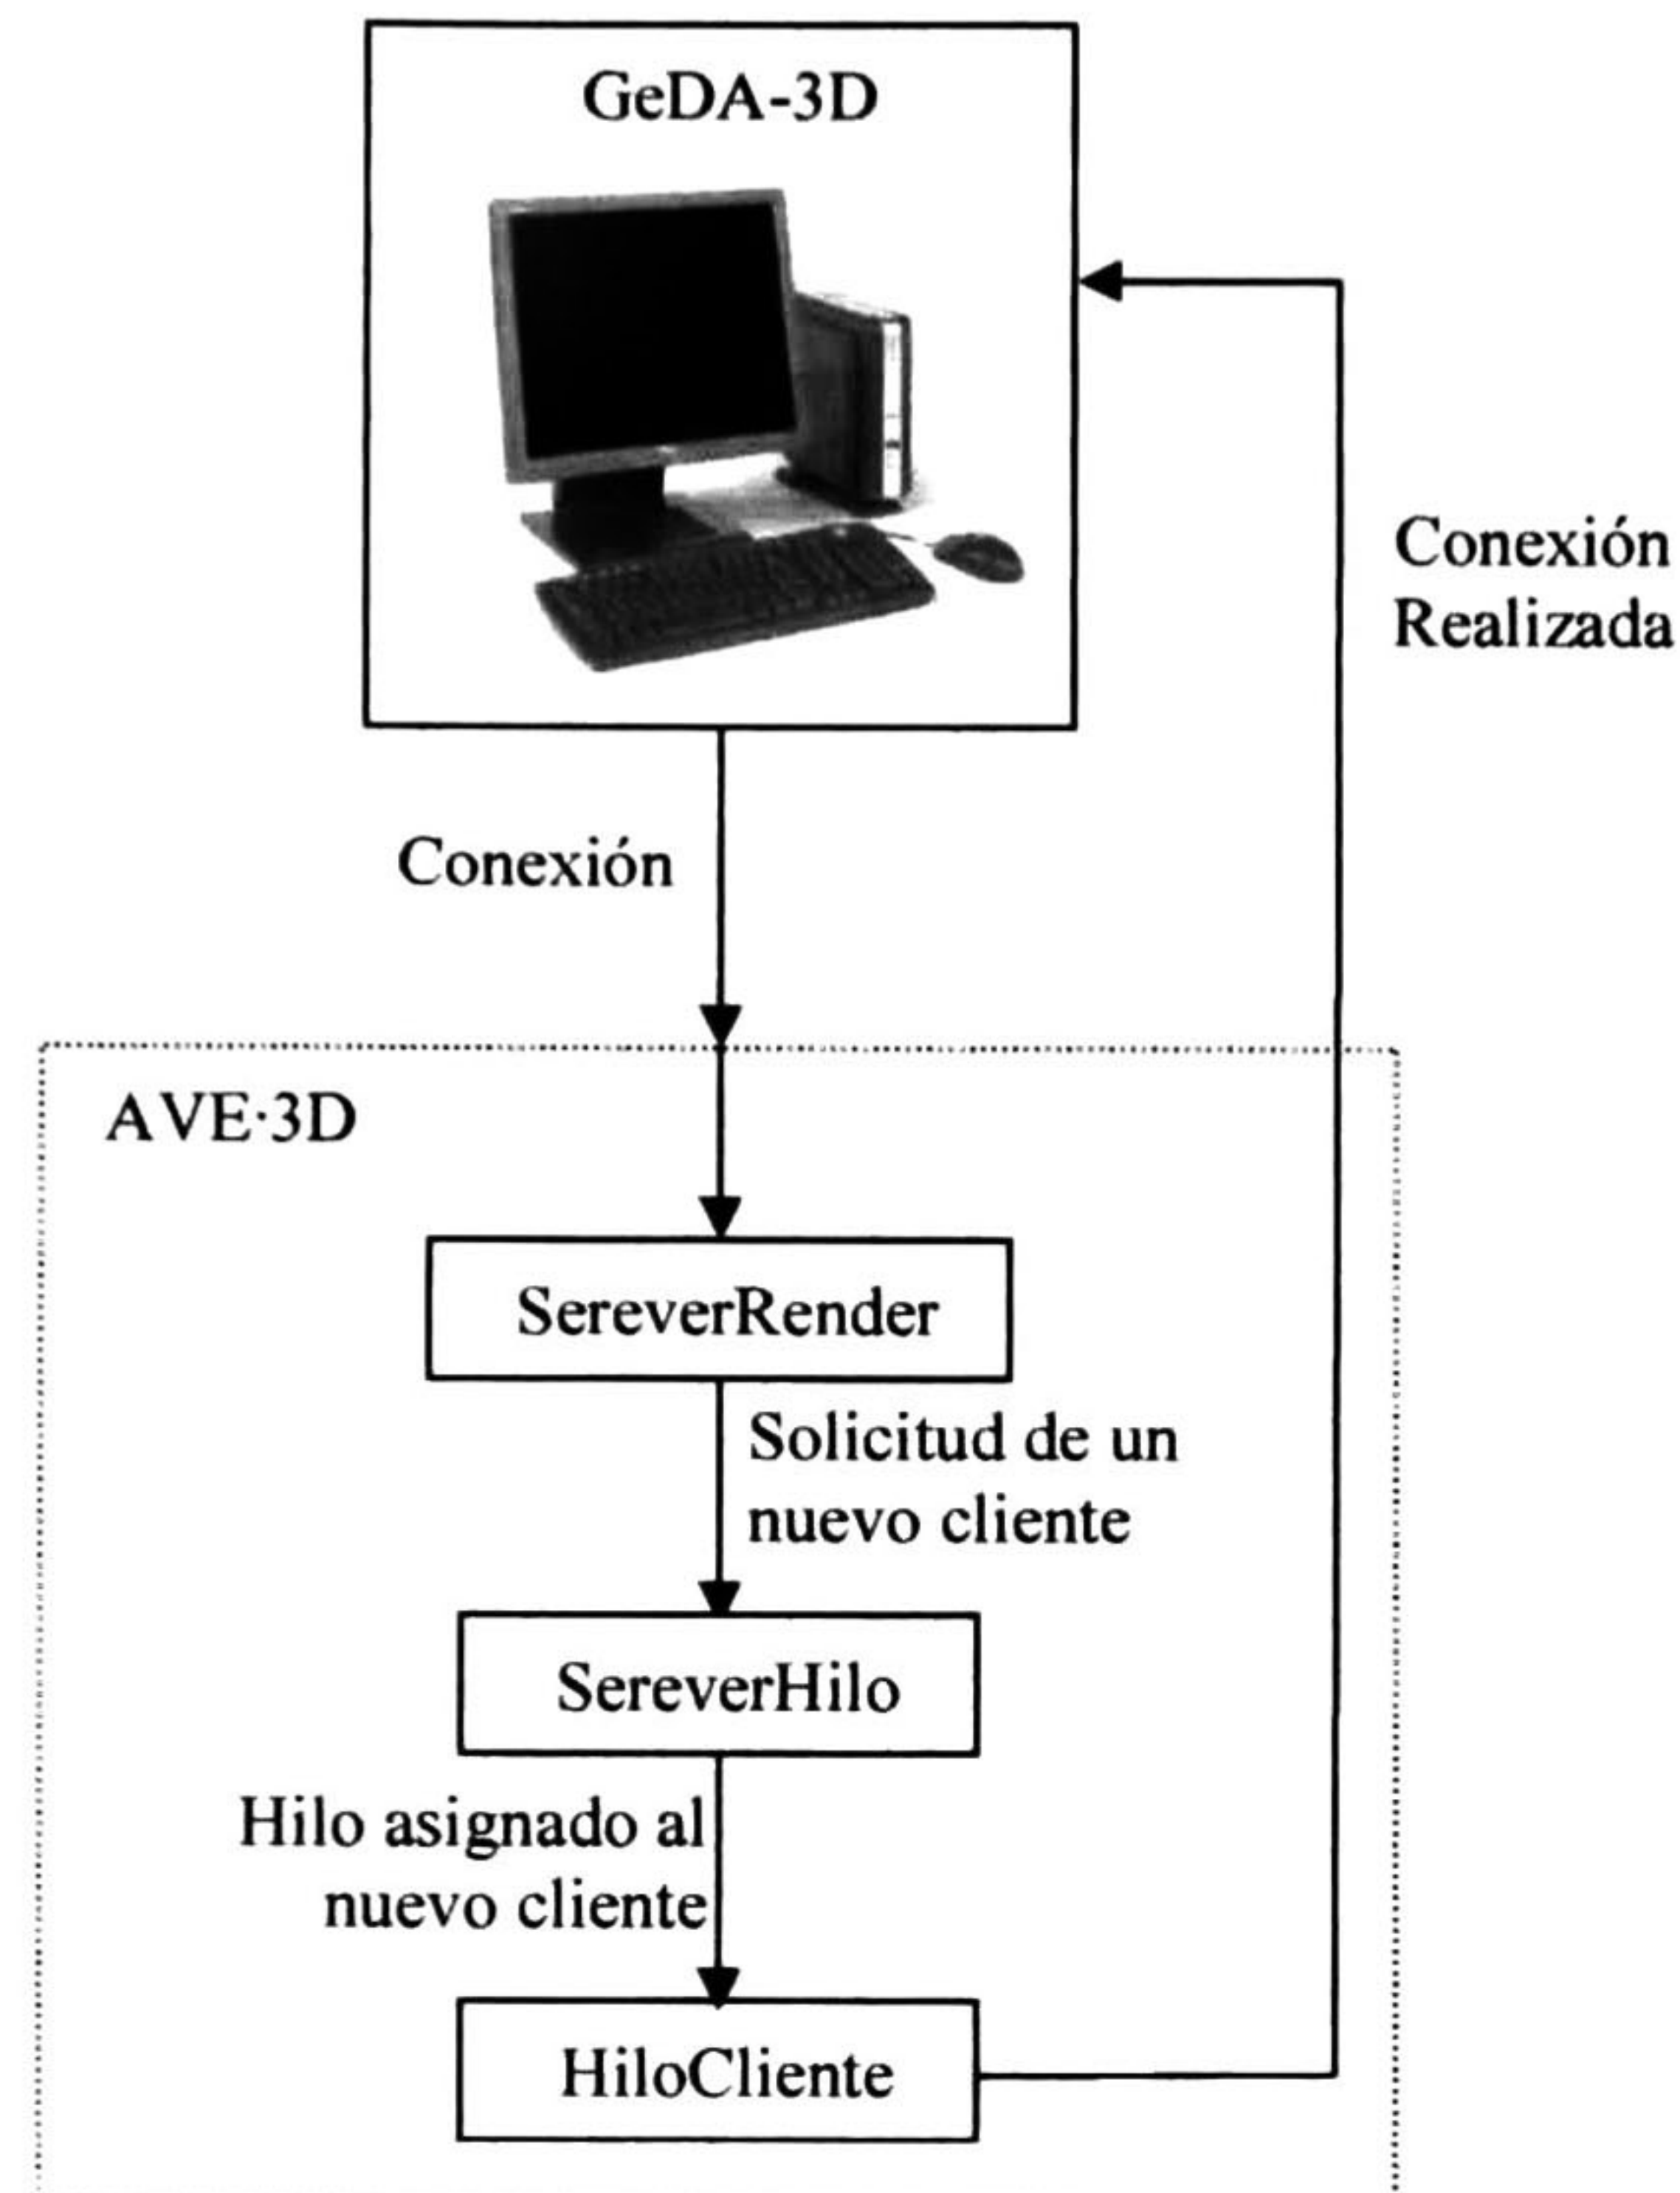 GeDA-3D
Conexión
Realizada
Conexión
AVE·3D
SereverRender
Solicitud de un
nuevo cliente
SereverHilo
Hilo asignado al
nuevo cliente
HiloCliente